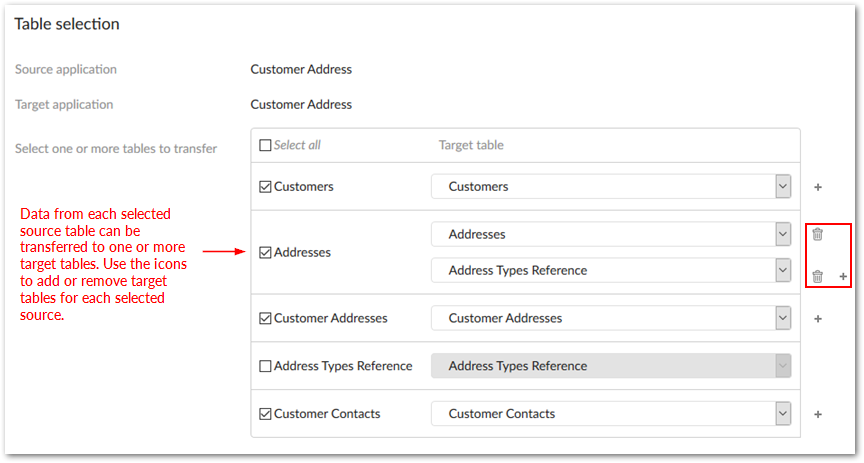 Table selection
Source application Customer Address
Target application Customer Address
Select one or more tables to transfer Select all Target table
Customers Customers
Data from each selected
source table can be
transferred to one or more
target tables. Use the icons
to add or remove target
tables for each selected
source.
Addresses Addresses
Address Types Reference
Customer Addresses Customer Addresses
Address Types Reference Address Types Reference
Customer Contacts Customer Contacts